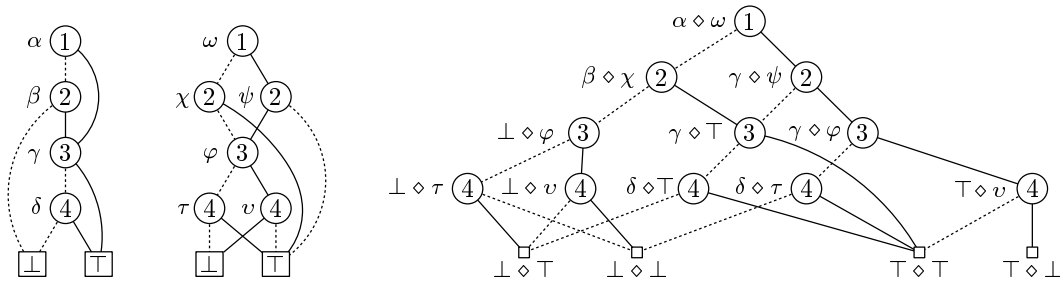 α 1
β 2
γ 3
δ 4
⊥ ⊤
ω 1
χ 2 ψ 2
φ 3
τ 4 υ 4
⊥ ⊤
α ⋄ ω 1
β ⋄ χ 2 γ ⋄ ψ 2
⊥ ⋄ φ 3 γ ⋄ ⊤ 3 γ ⋄ φ 3
⊥ ⋄ τ 4 ⊥ ⋄ υ 4 δ ⋄ ⊤ 4 δ ⋄ τ 4 ⊤ ⋄ υ 4
⊥ ⋄ ⊤ ⊥ ⋄ ⊥ ⊤ ⋄ ⊤ ⊤ ⋄ ⊥